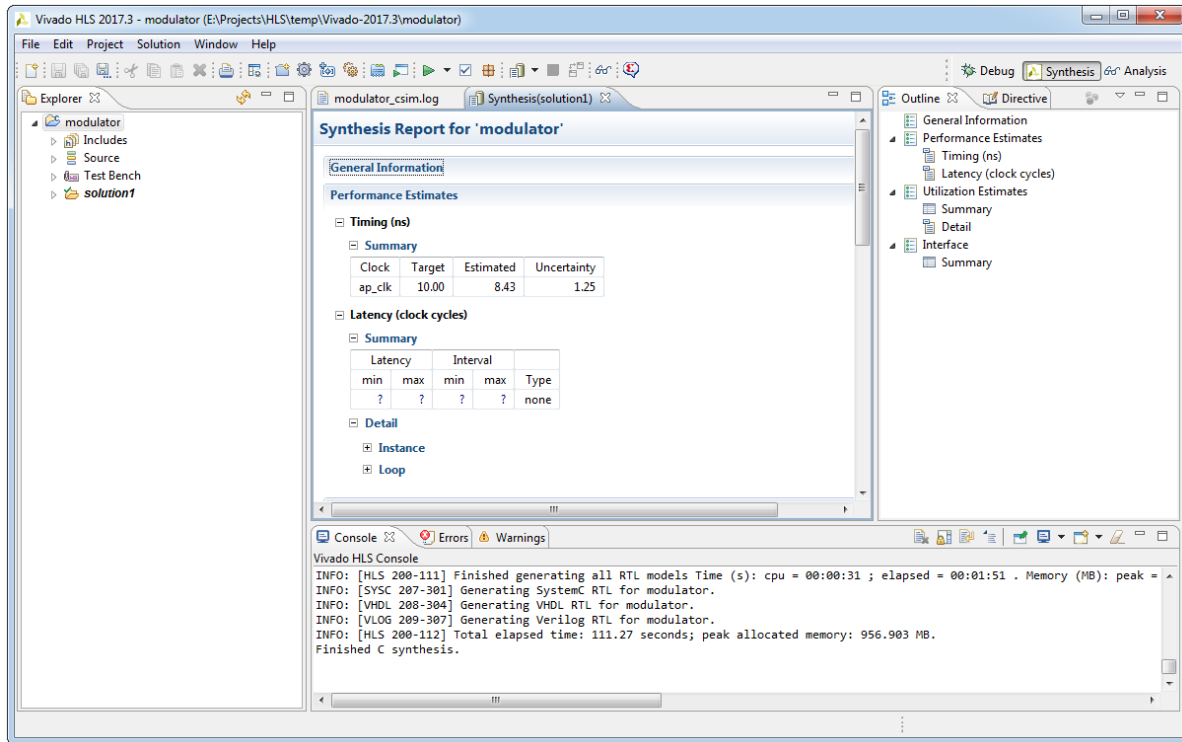 Vivado HLS 2017.3 - modulator (E:\Projects\HLS\temp\Vivado-2017.3\modulator)
File Edit Project Solution Window Help
Debug Synthesis Analysis
Explorer
modulator
Includes
Source
Test Bench
solution1
modulator_csim.log Synthesis(solution1)
Synthesis Report for 'modulator'
General Information
Performance Estimates
Timing (ns)
Summary
Clock Target Estimated Uncertainty
ap_clk 10.00 8.43 1.25
Latency (clock cycles)
Summary
Latency Interval
min max min max Type
? ? ? ? none
Detail
Instance
Loop
Outline Directive
General Information
Performance Estimates
Timing (ns)
Latency (clock cycles)
Utilization Estimates
Summary
Detail
Interface
Summary
Console Errors Warnings
Vivado HLS Console
INFO: [HLS 200-111] Finished generating all RTL models Time (s): cpu = 00:00:31 ; elapsed = 00:01:51 . Memory (MB): peak =
INFO: [SYSC 207-301] Generating SystemC RTL for modulator.
INFO: [VHDL 208-304] Generating VHDL RTL for modulator.
INFO: [VLOG 209-307] Generating Verilog RTL for modulator.
INFO: [HLS 200-112] Total elapsed time: 111.27 seconds; peak allocated memory: 956.903 MB.
Finished C synthesis.